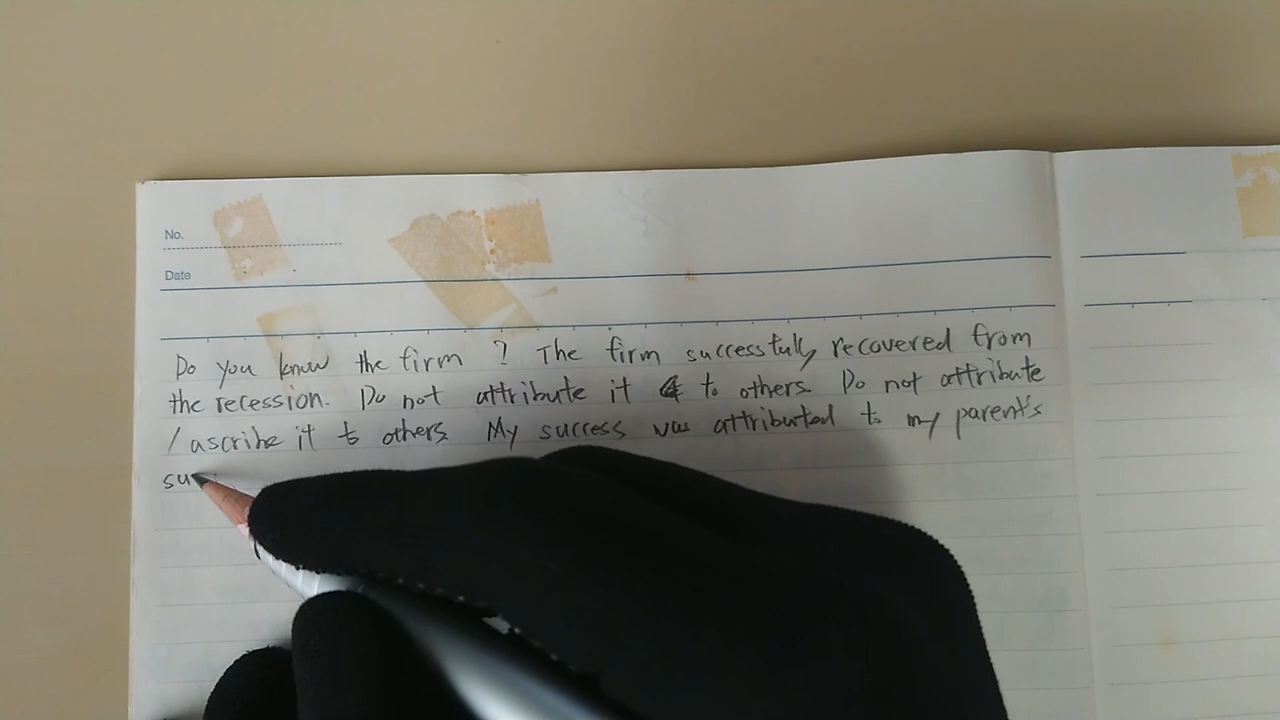 No.
Date
Do you know the firm ? The firm successfully recovered from
the recession. Do not attribute it to others Do not attribute
/ ascribe it to others My success was attributed to my parent's
su